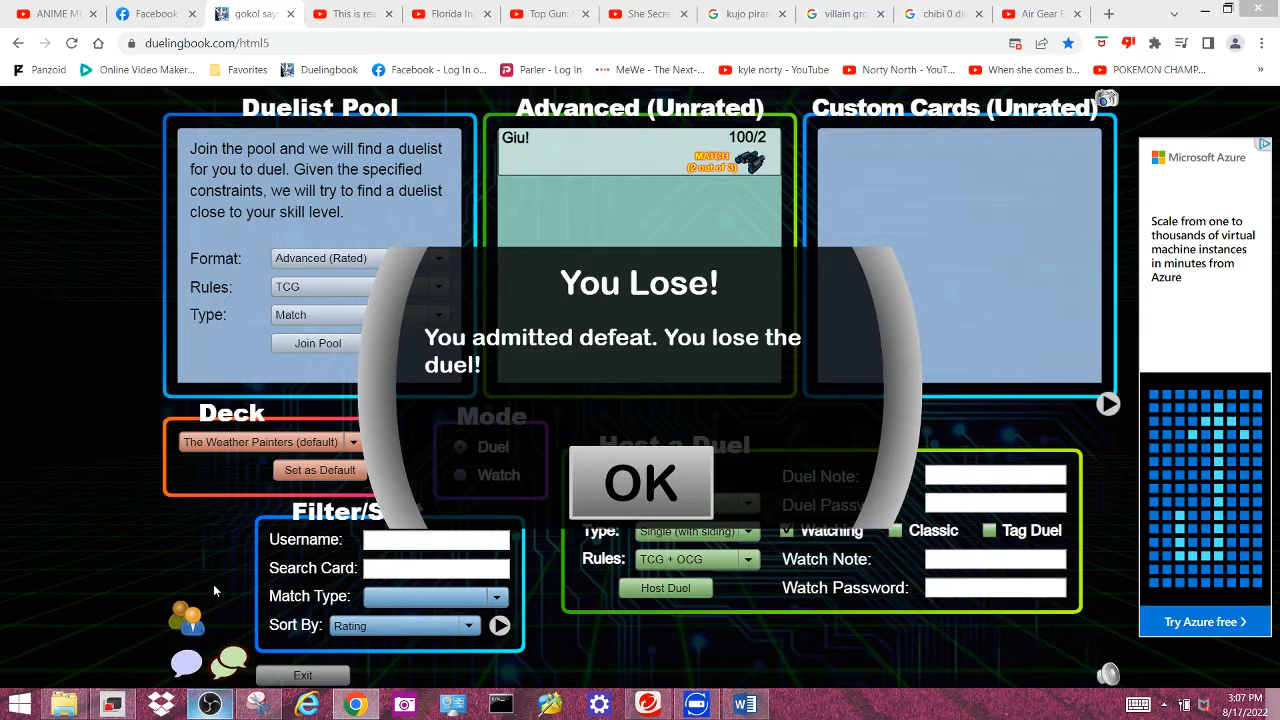 ANIME MI
Facebook
gokol say
This is rea
Florida In
Top Gun:
She Secre
kujo pirar
villain gro
chibi 0 di
Air Gear E
duelingbook.com/html5
Panzoid
Online Video Maker...
Favorites
Duelingbook
Facebook - Log In o...
Parler - Log In
MeWe - The Next-...
kyle norty - YouTube
Norty Norty - YouT...
When she comes b...
POKEMON CHAMP...
»
Duelist Pool
Advanced (Unrated)
Custom Cards (Unrated)
Join the pool and we will find a duelist
for you to duel. Given the specified
constraints, we will try to find a duelist
close to your skill level.
Format: Advanced (Rated)
Rules: TCG
Type: Match
Join Pool
Giu! 100/2
MATCH
(2 out of 3)
You Lose!
You admitted defeat. You lose the
duel!
OK
Deck
The Weather Painters (default)
Set as Default
Mode
Duel
Watch
Host a Duel
Duel Note:
Type: Single (with siding)
Watching
Classic
Tag Duel
Rules: TCG + OCG
Watch Note:
Host Duel
Watch Password:
Username:
Search Card:
Match Type:
Sort By: Rating
Exit
Microsoft Azure
Scale from one to
thousands of virtual
machine instances
in minutes from
Azure
Try Azure free >
3:07 PM
8/17/2022